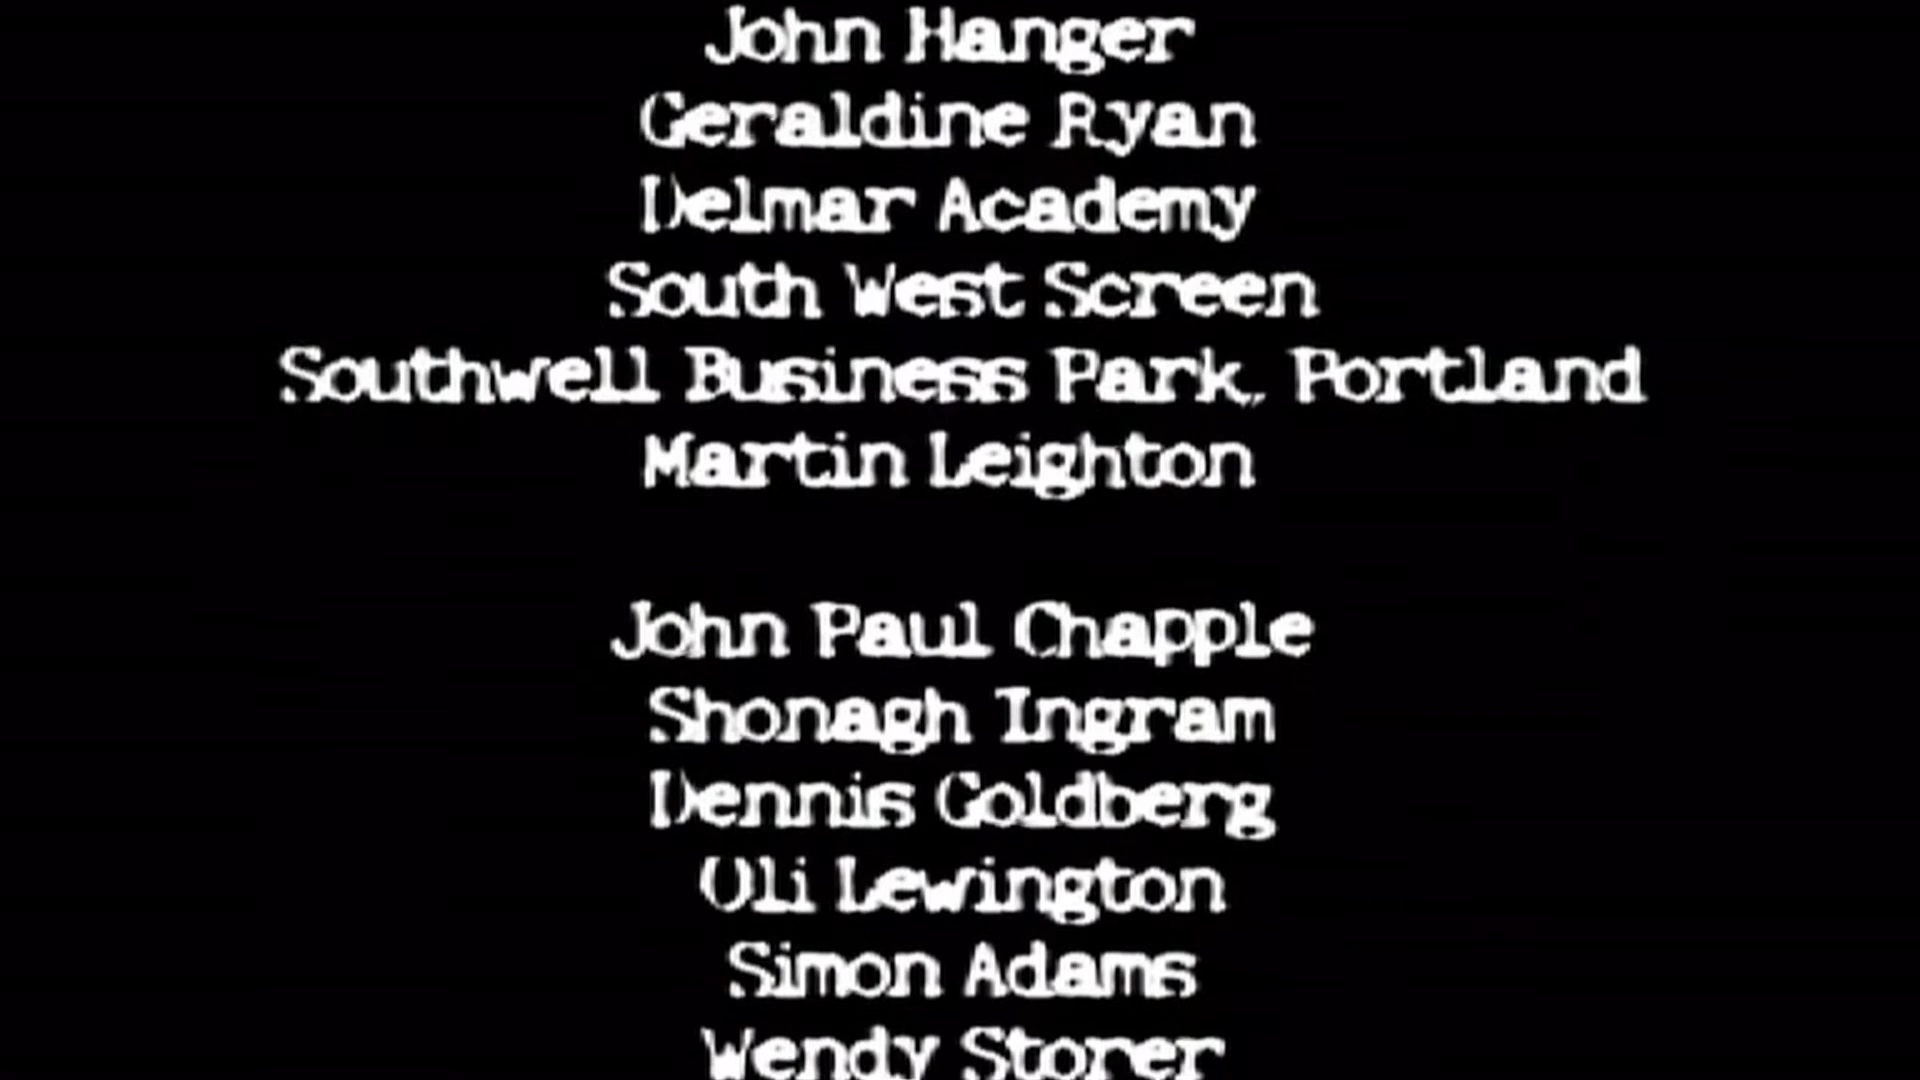 John Hanger
Geraldine Ryan
Delmar Academy
South West Screen
Southwell Business Park, Portland
Martin Leighton
John Paul Chapple
Shonagh Ingram
Dennis Goldberg
Oli Lewington
Simon Adams
Wendy Storer